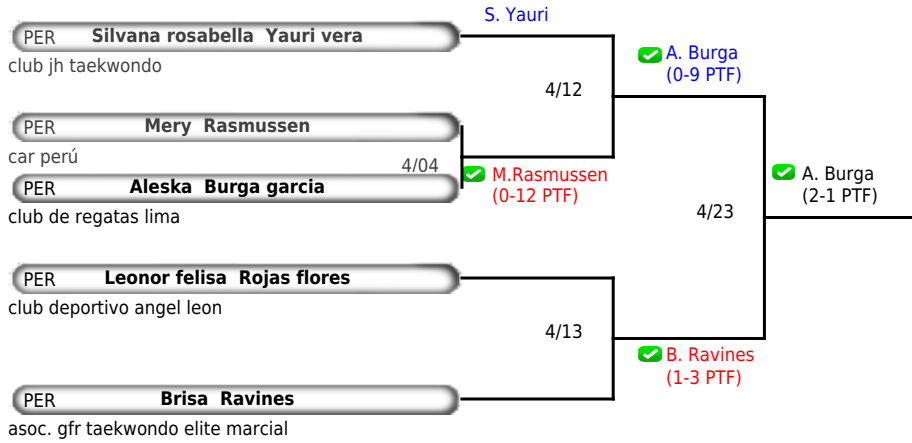 S. Yauri
PER Silvana rosabella Yauri vera
club jh taekwondo
A. Burga
(0-9 PTF)
4/12
PER Mery Rasmussen
car perú
4/04
M.Rasmussen
(0-12 PTF)
PER Aleska Burga garcia
club de regatas lima
A. Burga
(2-1 PTF)
4/23
PER Leonor felisa Rojas flores
club deportivo angel leon
4/13
B. Ravines
(1-3 PTF)
PER Brisa Ravines
asoc. gfr taekwondo elite marcial